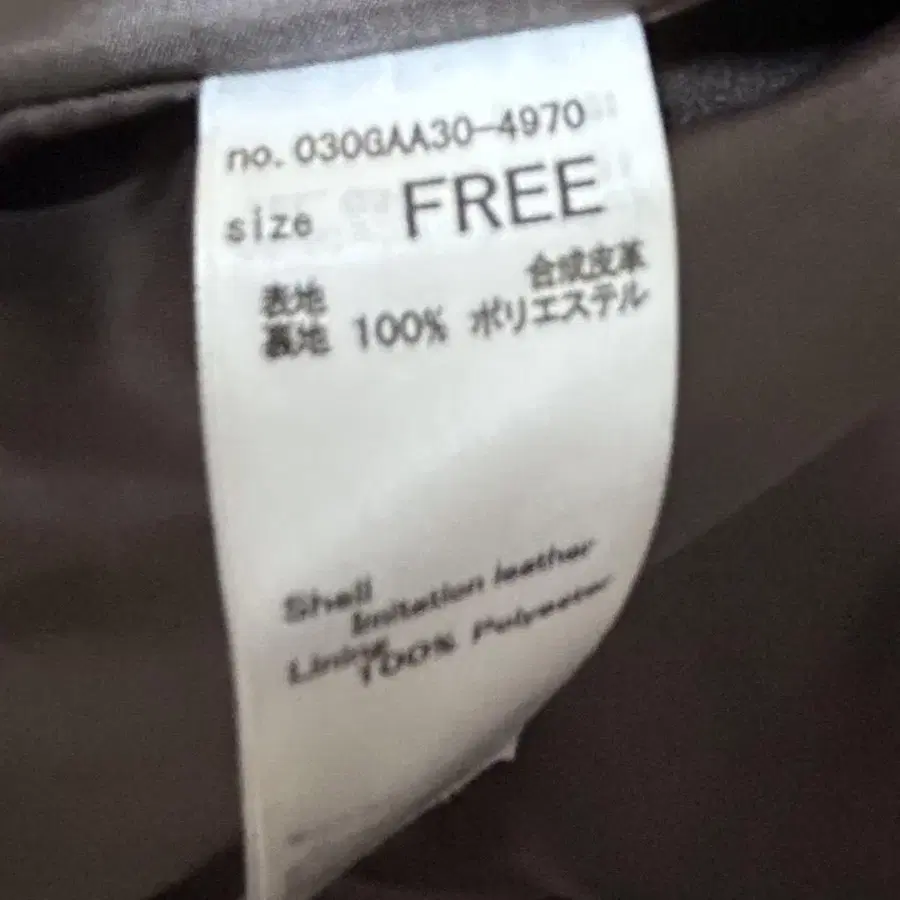 no. 030GAA30-4970
size FREE
表地 合成皮革
裏地 100% ポリエステル
Shell
Imitation leather
Lining
100% Polyester